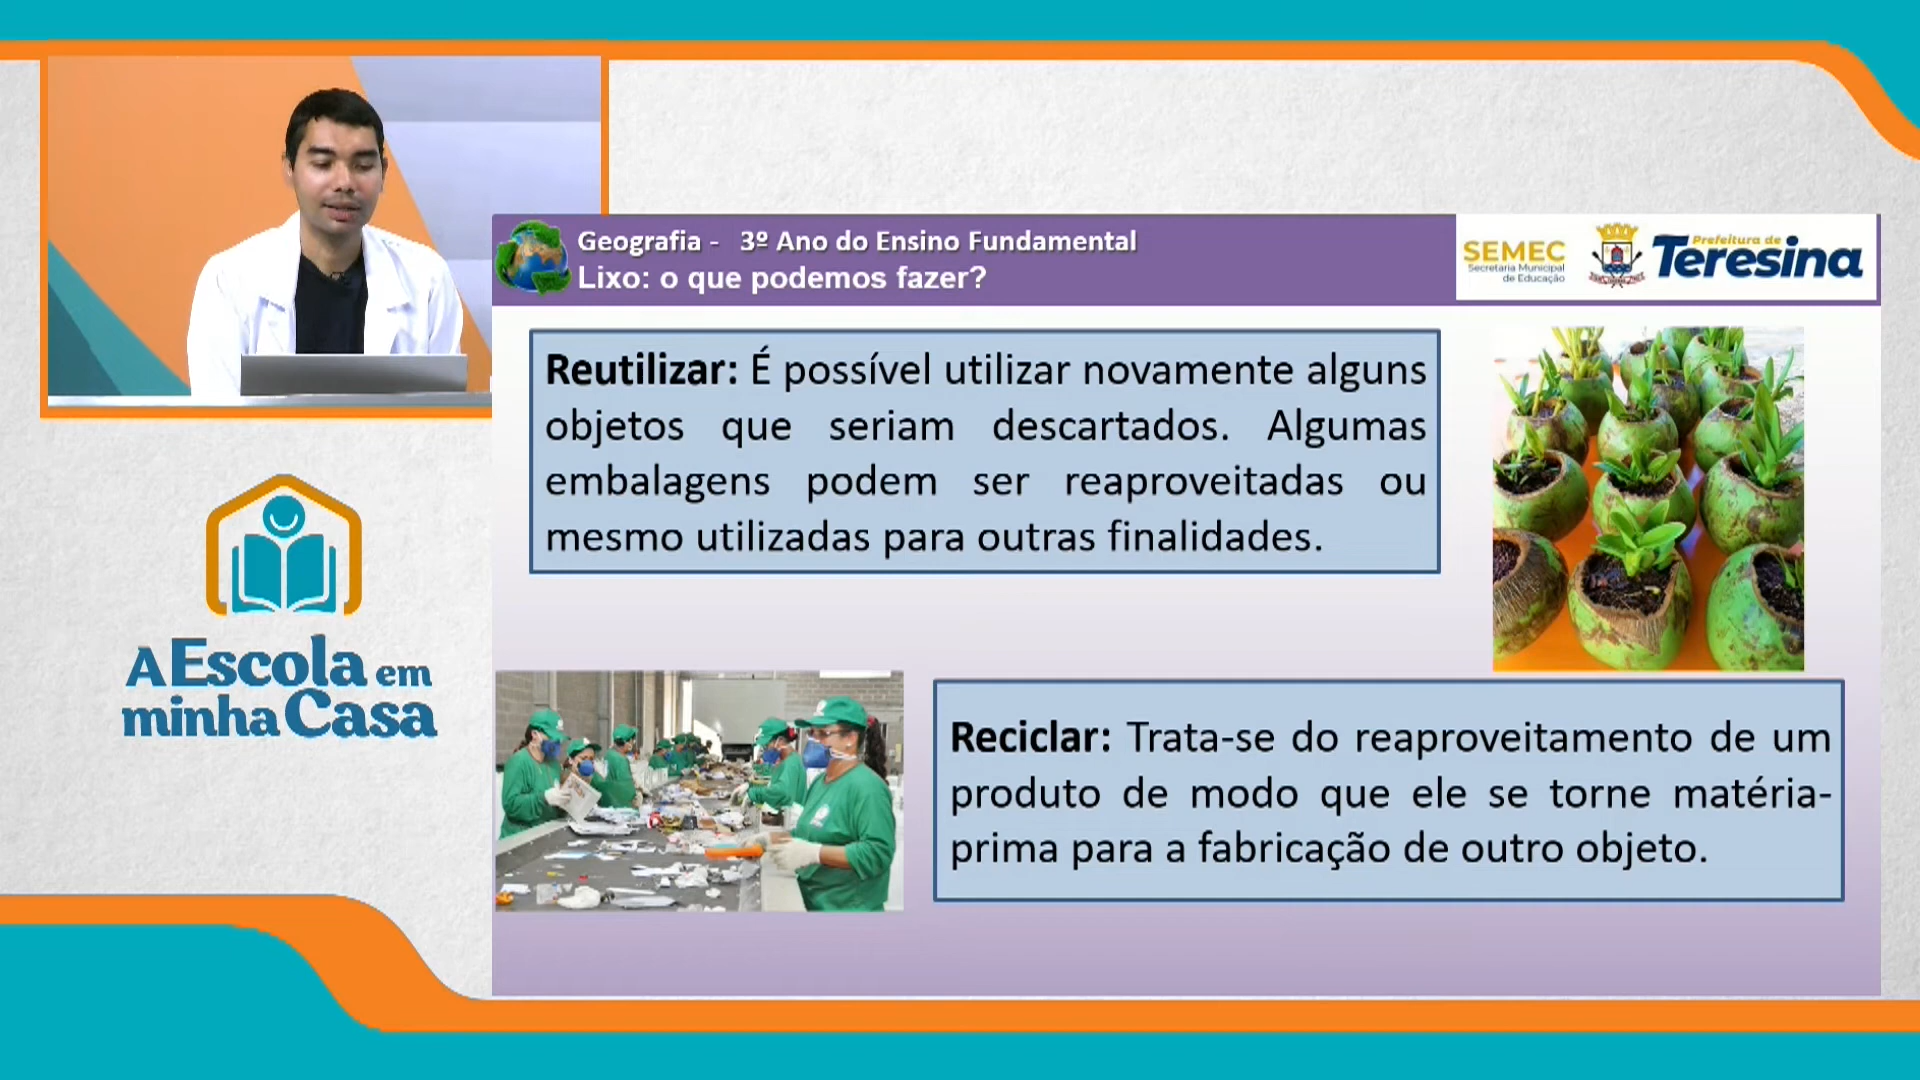 Geografia - 3º Ano do Ensino Fundamental
Lixo: o que podemos fazer?
SEMEC
Secretaria Municipal
de Educação
Prefeitura de
Teresina
Reutilizar: É possível utilizar novamente alguns
objetos que seriam descartados. Algumas
embalagens podem ser reaproveitadas ou
mesmo utilizadas para outras finalidades.
A Escola em
minha Casa
Reciclar: Trata-se do reaproveitamento de um
produto de modo que ele se torne matéria-
prima para a fabricação de outro objeto.